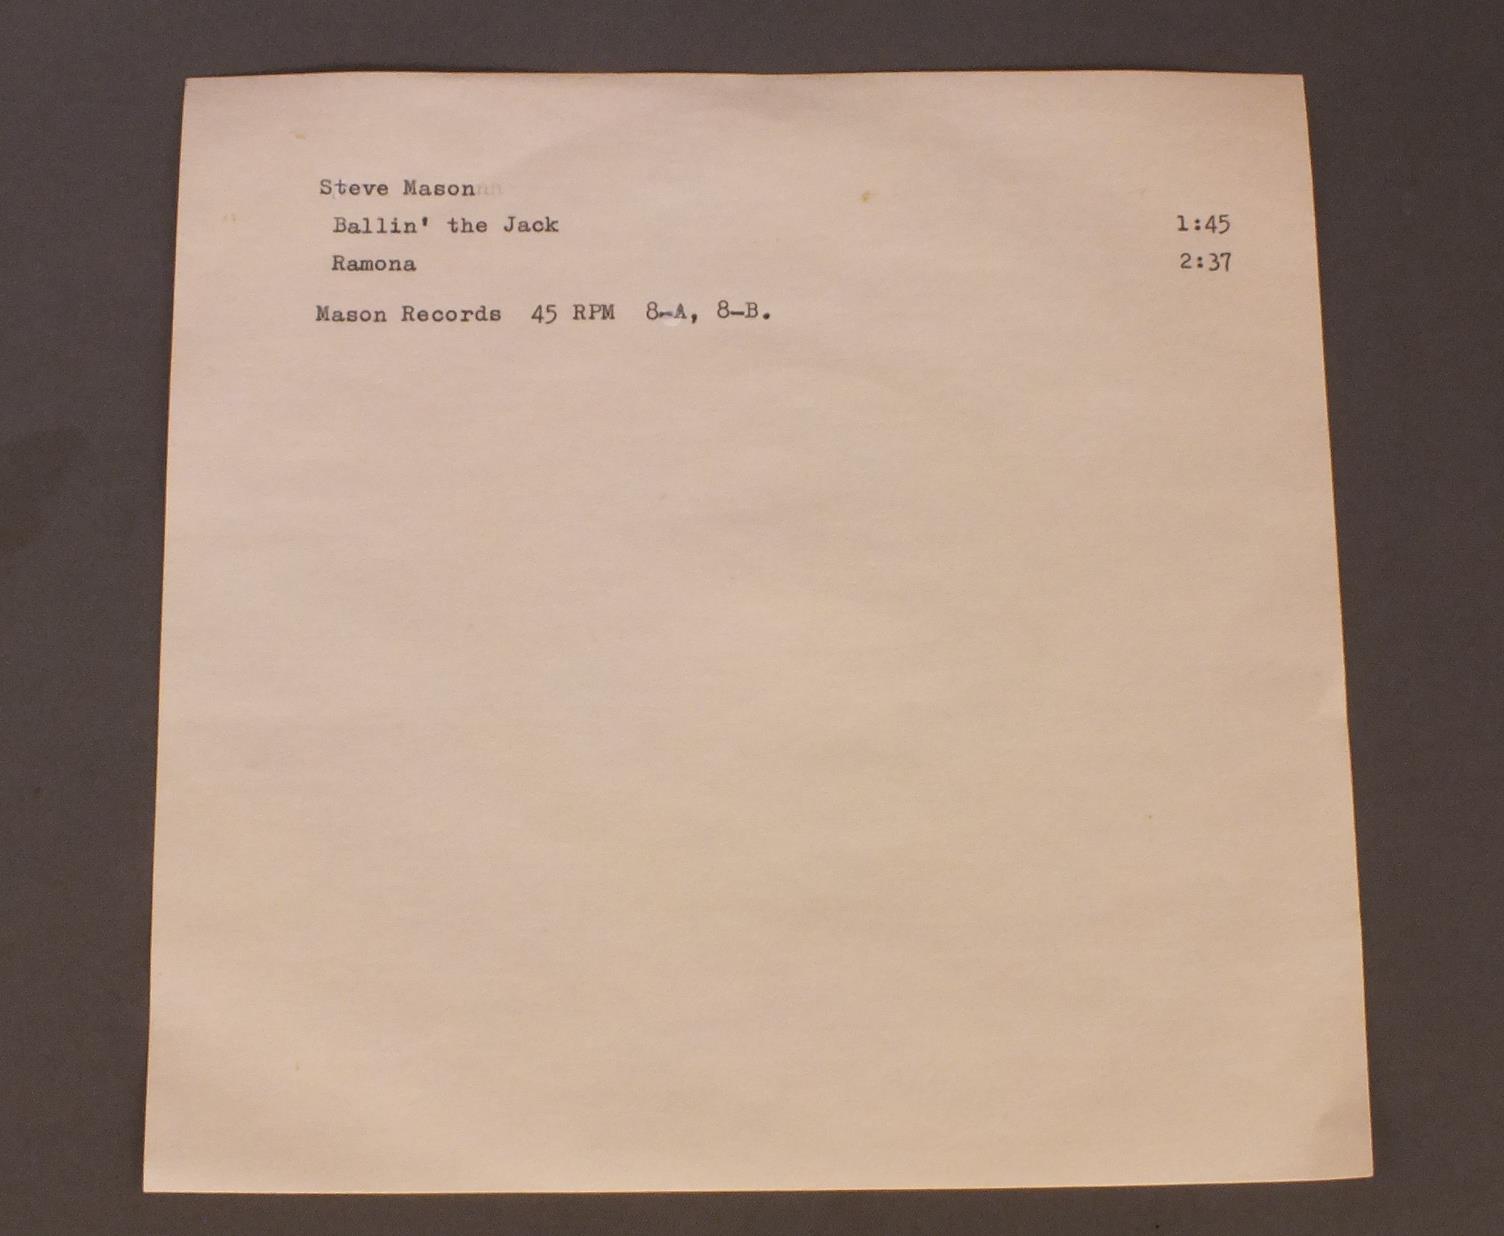 Steve Mason
Ballin' the Jack 1:45
Ramona 2:37
Mason Records 45 RPM 8-A, 8-B.